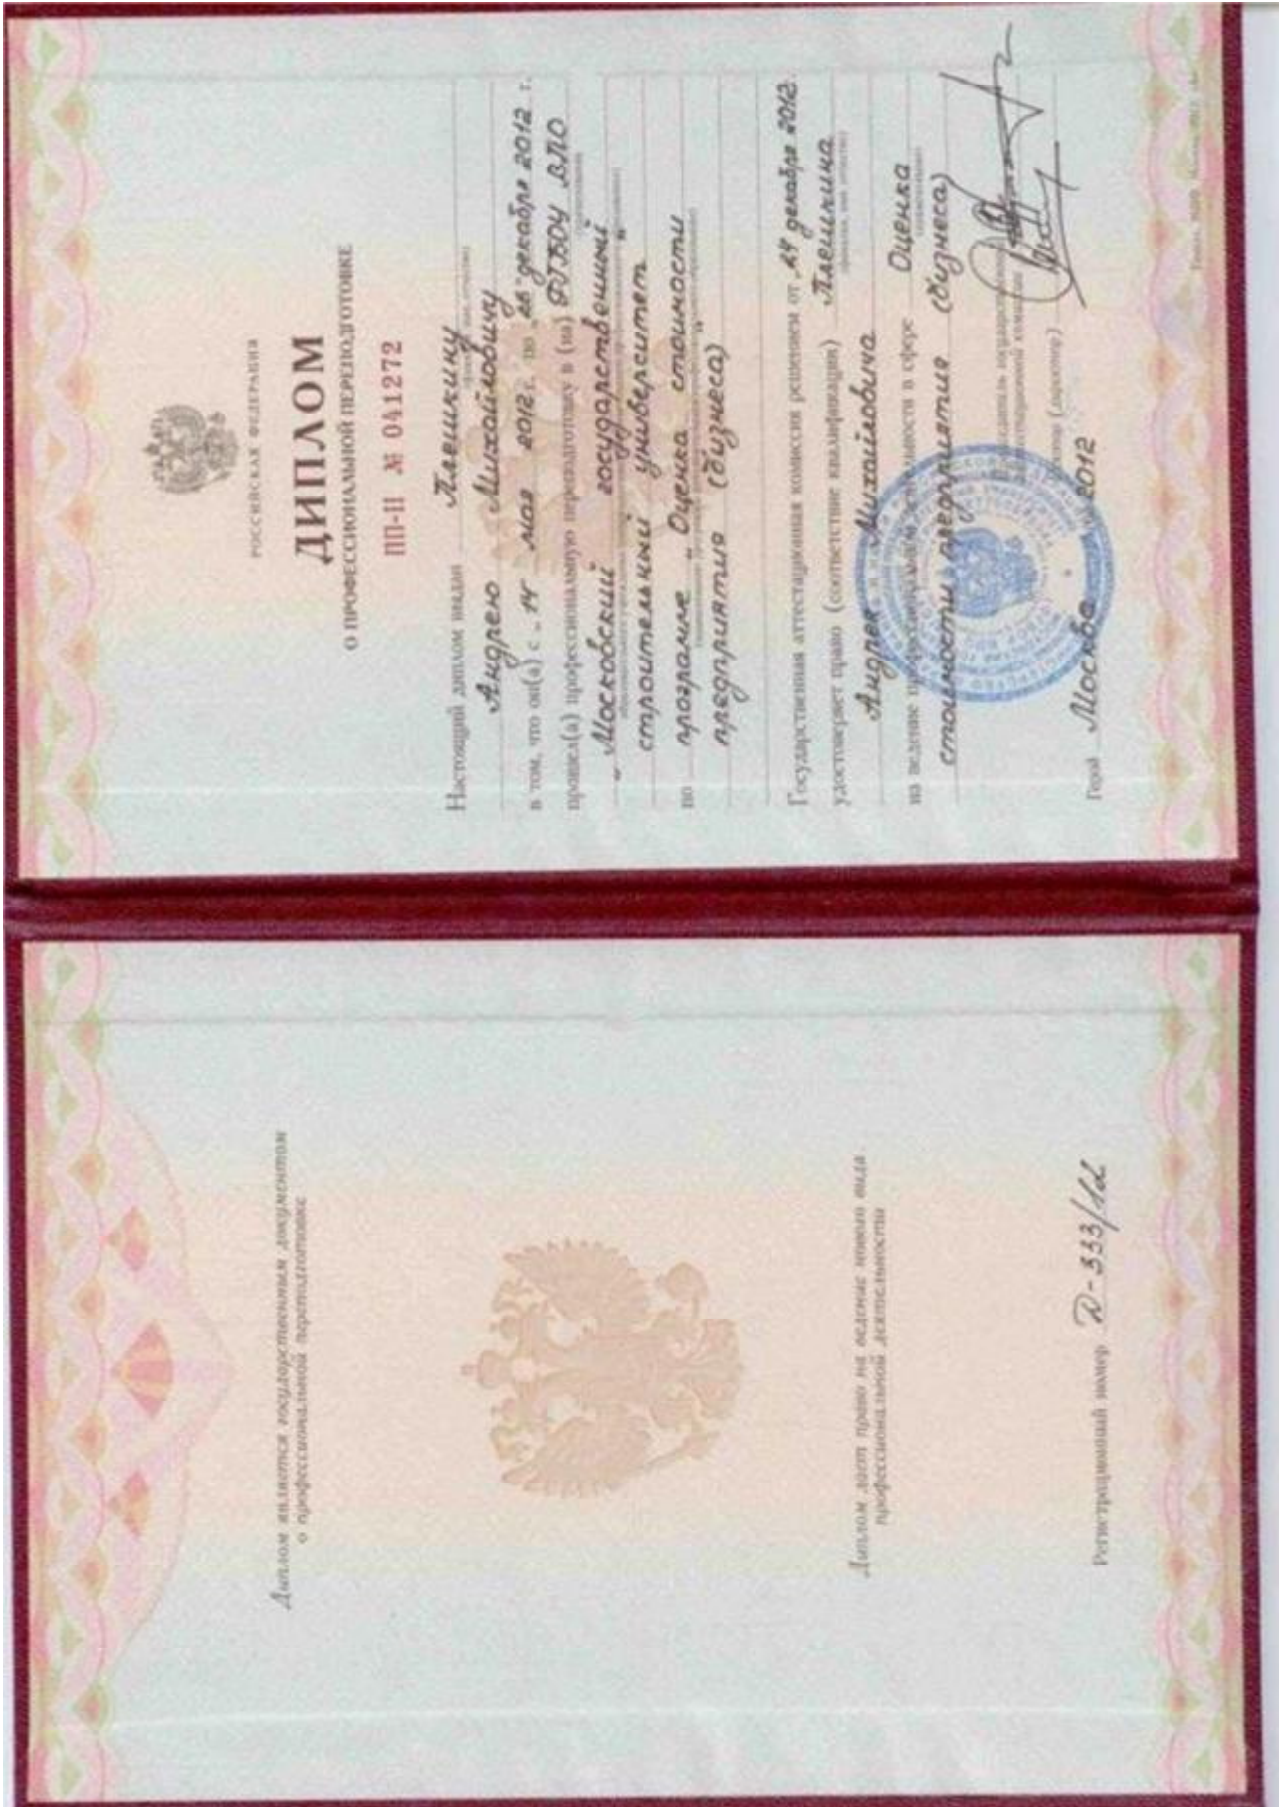 Диплом является государственным документом
о профессиональной переподготовке
Диплом дает право на ведение нового вида
профессиональной деятельности
Регистрационный номер Д-333/12
РОССИЙСКАЯ ФЕДЕРАЦИЯ
ДИПЛОМ
О ПРОФЕССИОНАЛЬНОЙ ПЕРЕПОДГОТОВКЕ
ПП-II № 041272
Настоящий диплом выдан Плешкину
Андрею Михайловичу
в том, что он(а) с „14 мая 2012г. по декабря 2012 г.
прошел(а) профессиональную переподготовку в (на) ФГБОУ ВПО
„Московский государственный
строительный университет"
по программе „Оценка стоимости
предприятия (бизнеса)"
Государственная аттестационная комиссия решением от декабря 2012
удостоверяет право (соответствие квалификации) Плешкина
Андрея Михайловича
на ведение профессиональной деятельности в сфере Оценка
стоимости предприятия (бизнеса)
Город Москва 2012